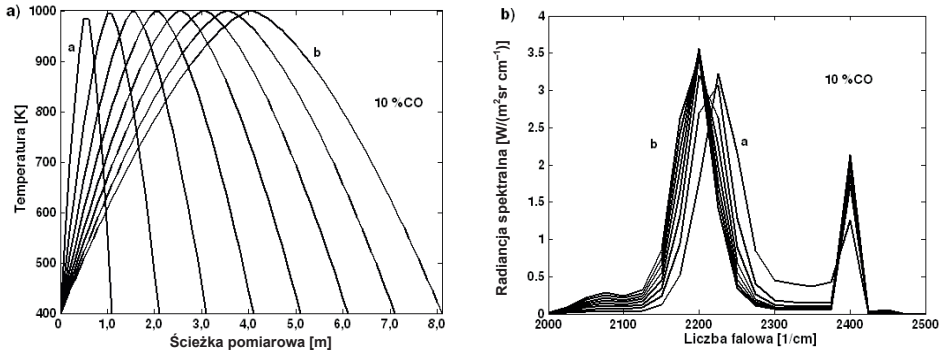 a)
1000
900
800
700
600
500
400
Temperatura [K]
a
b
10 %CO
0 1,0 2,0 3,0 4,0 5,0 6,0 7,0 8,0
Ścieżka pomiarowa [m]
b)
4
3.5
3
2.5
2
1.5
1
0.5
0
Radiancja spektralna [W/(m²sr cm⁻¹)]
b
a
10 %CO
2000 2100 2200 2300 2400 2500
Liczba falowa [1/cm]